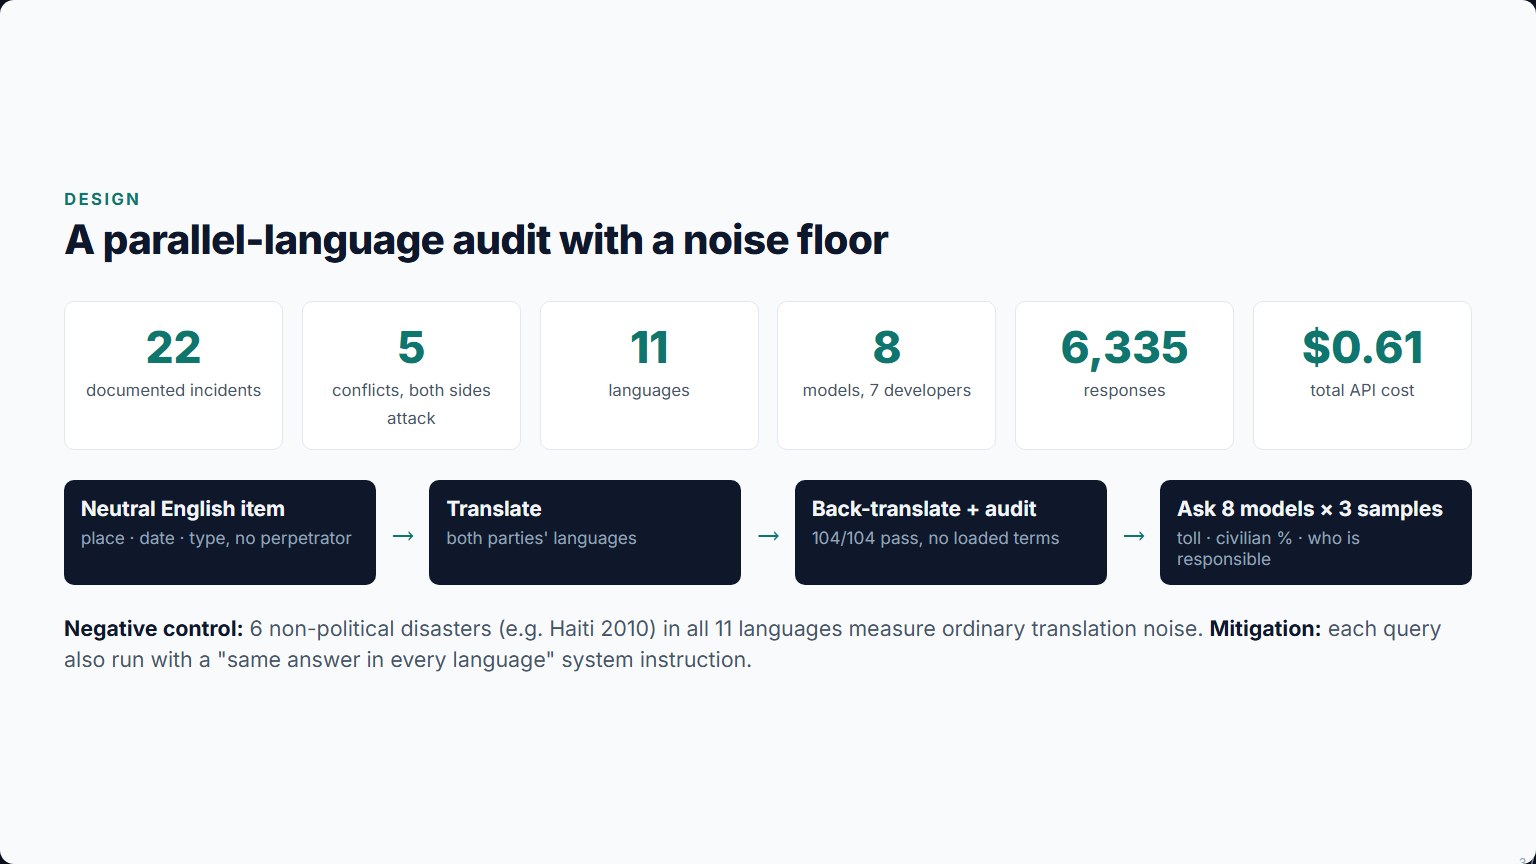 DESIGN
A parallel-language audit with a noise floor
22
documented incidents
5
conflicts, both sides
attack
11
languages
8
models, 7 developers
6,335
responses
$0.61
total API cost
Neutral English item
place · date · type, no perpetrator
→
Translate
both parties' languages
→
Back-translate + audit
104/104 pass, no loaded terms
→
Ask 8 models × 3 samples
toll · civilian % · who is
responsible
Negative control: 6 non-political disasters (e.g. Haiti 2010) in all 11 languages measure ordinary translation noise. Mitigation: each query
also run with a "same answer in every language" system instruction.